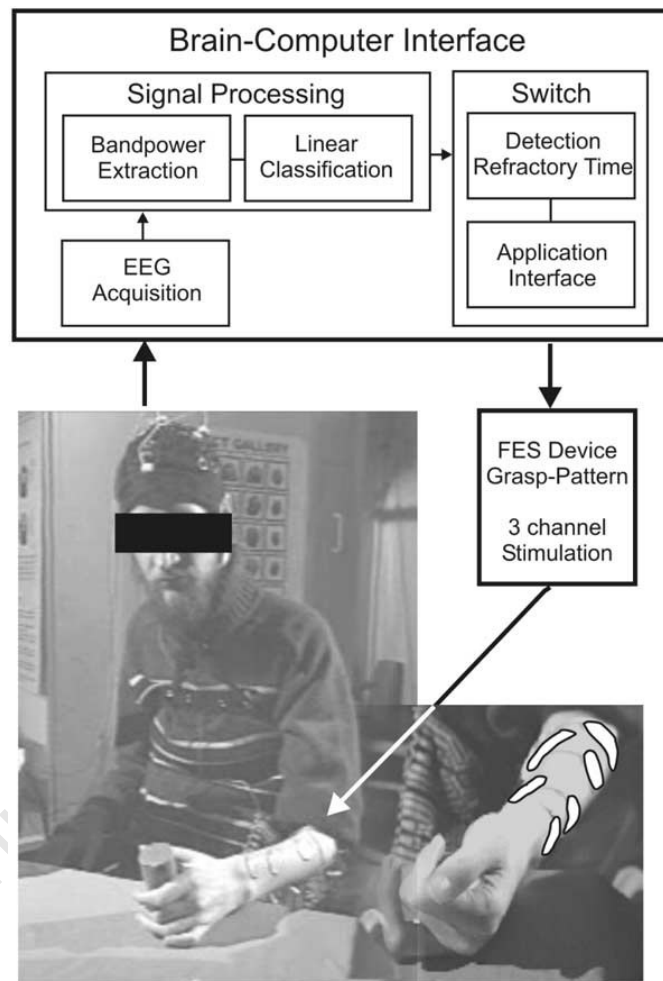 Brain-Computer Interface
Signal Processing
Switch
Bandpower
Extraction
Linear
Classification
Detection
Refractory Time
EEG
Acquisition
Application
Interface
FES Device
Grasp-Pattern
3 channel
Stimulation
GALLERY